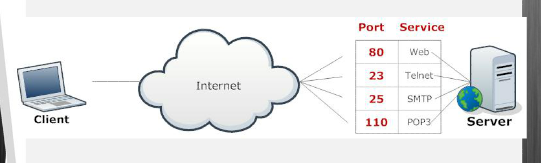 Port Service
80 Web
23 Telnet
Internet
25 SMTP
110 POP3
Client
Server